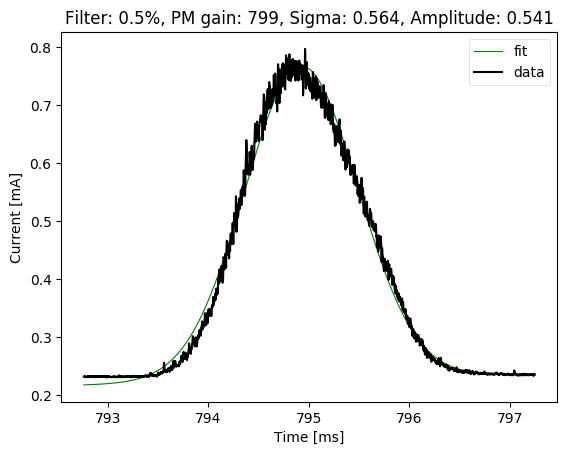 Filter: 0.5%, PM gain: 799, Sigma: 0.564, Amplitude: 0.541
fit
data
0.8
0.7
0.6
0.5
0.4
0.3
0.2
Current [mA]
793
794
795
796
797
Time [ms]